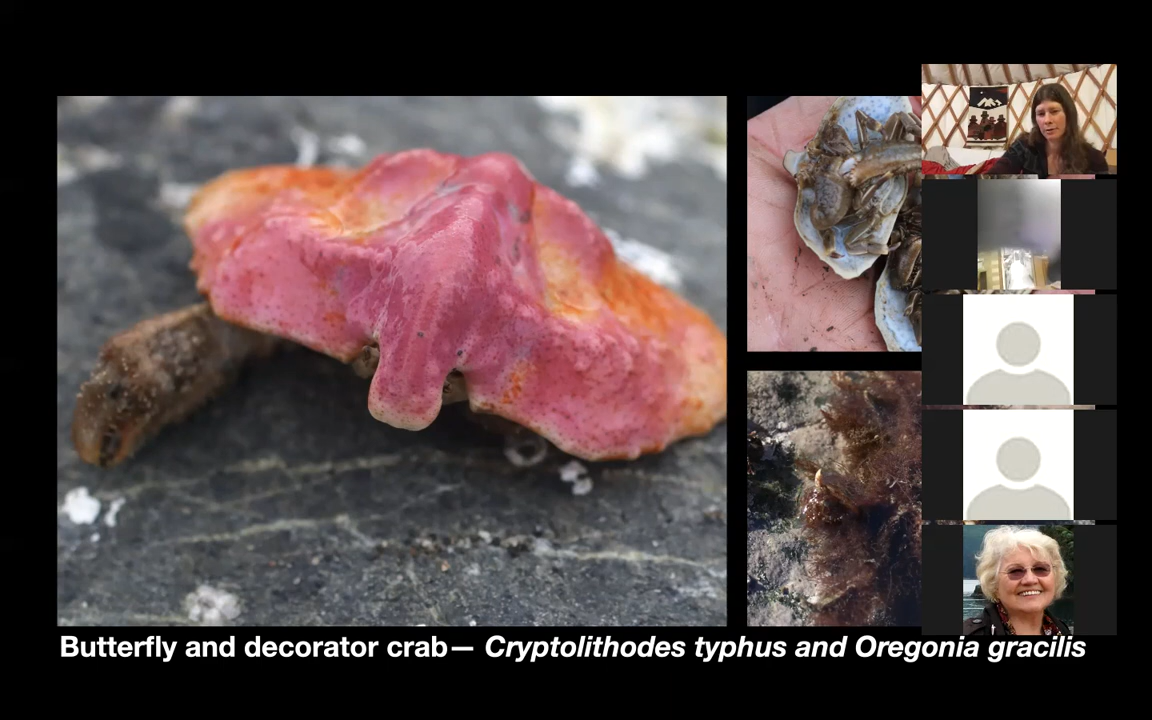 Butterfly and decorator crab— Cryptolithodes typhus and Oregonia gracilis